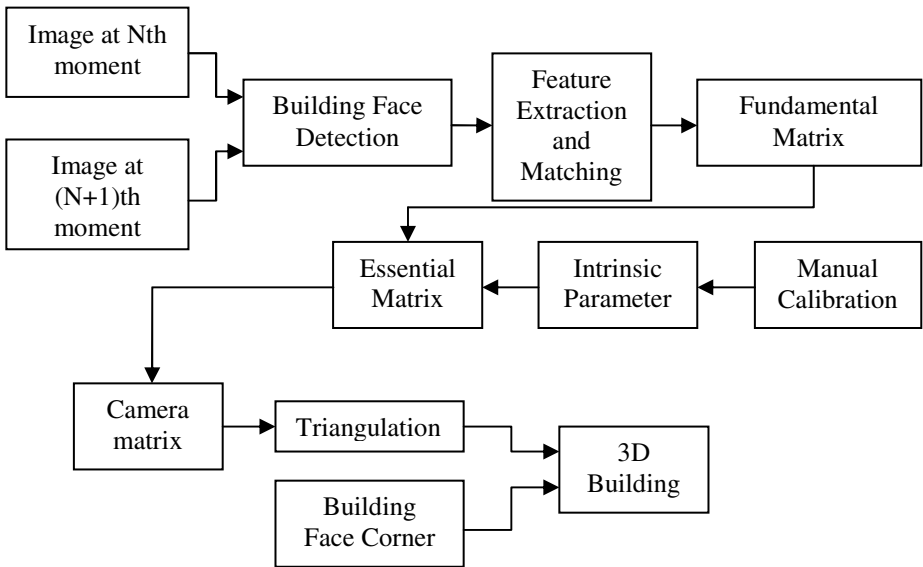 Image at Nth
moment
Building Face
Detection
Feature
Extraction
and
Matching
Fundamental
Matrix
Image at
(N+1)th
moment
Essential
Matrix
Intrinsic
Parameter
Manual
Calibration
Camera
matrix
Triangulation
3D
Building
Building
Face Corner